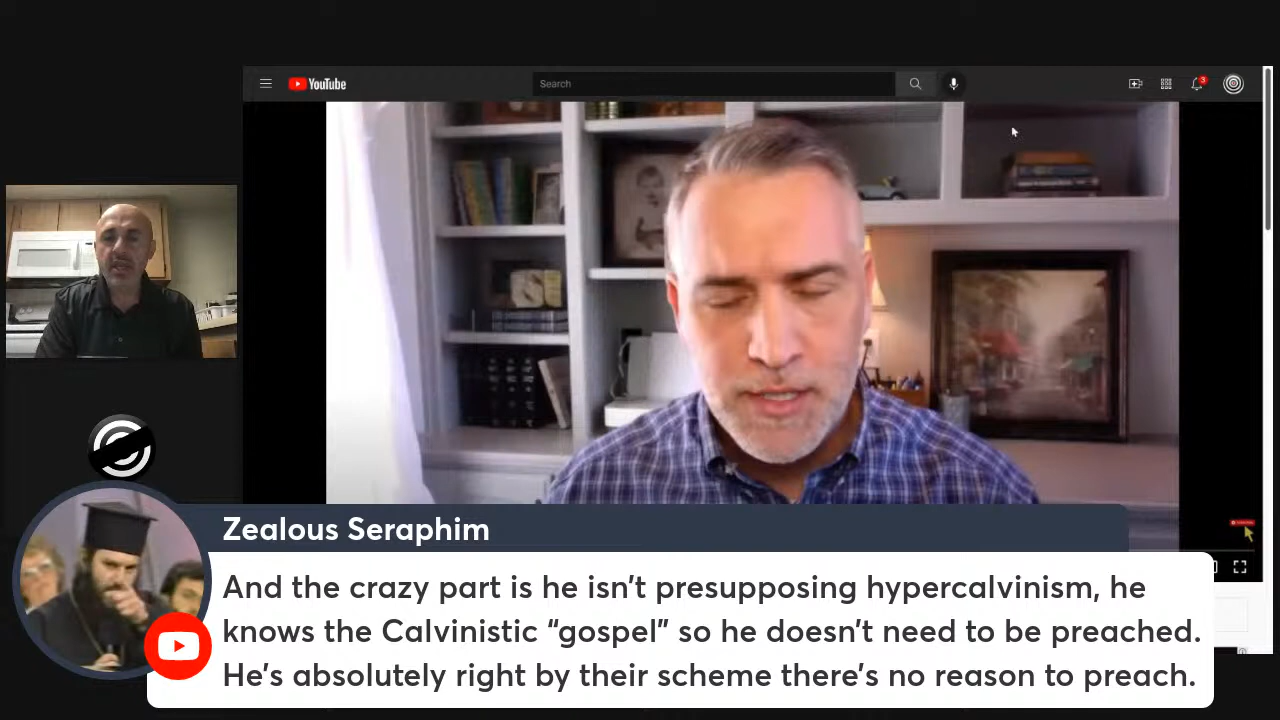 YouTube
Search
3
Zealous Seraphim
And the crazy part is he isn't presupposing hypercalvinism, he
knows the Calvinistic “gospel” so he doesn't need to be preached.
He's absolutely right by their scheme there's no reason to preach.